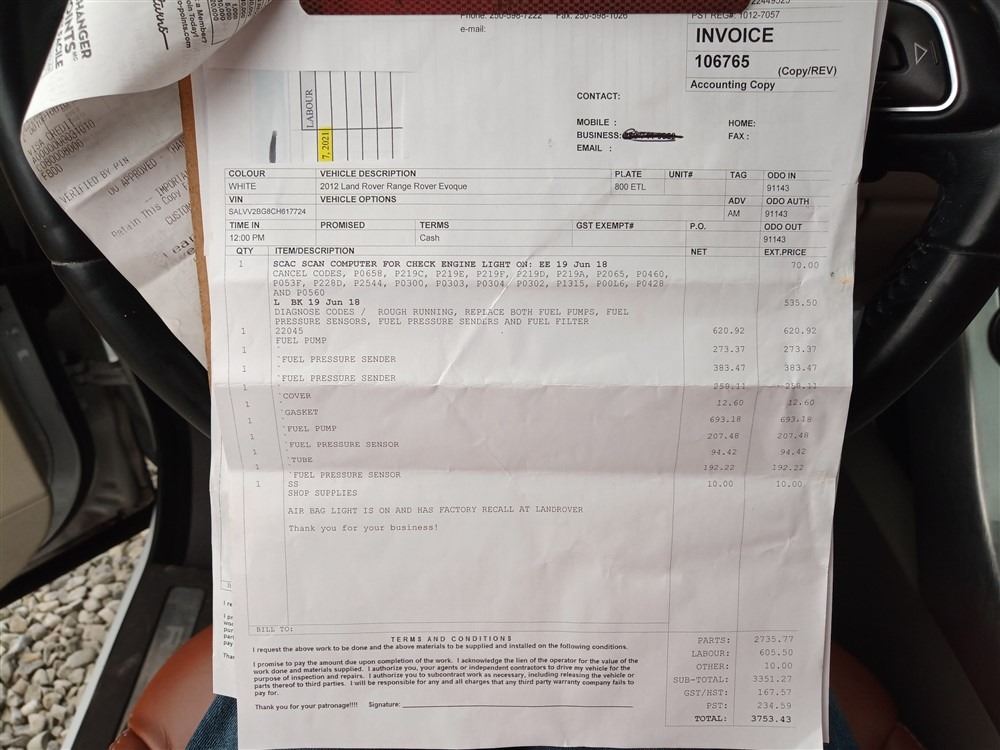 Phone: 250-598-7222 Fax: 250-598-1026
e-mail:
PST REG#: 1012-7057
INVOICE
106765 (Copy/REV)
Accounting Copy
CONTACT:
MOBILE : HOME:
BUSINESS: FAX :
EMAIL :
LABOUR
7, 2021
CHANGER
POINTS
a Member?
oin Today!
o-points.com
VERIFIED BY PIN
Retain This Copy
COLOUR VEHICLE DESCRIPTION PLATE UNIT# TAG ODO IN
WHITE 2012 Land Rover Range Rover Evoque 800 ETL 91143
VIN VEHICLE OPTIONS ADV ODO AUTH
SALVV2BG8CH617724 AM 91143
TIME IN PROMISED TERMS GST EXEMPT# P.O. ODO OUT
12:00 PM Cash 91143
QTY ITEM/DESCRIPTION NET EXT.PRICE
1 SCAC SCAN COMPUTER FOR CHECK ENGINE LIGHT ON: EE 19 Jun 18 70.00
CANCEL CODES, P0658, P219C, P219E, P219F, P219D, P219A, P2065, P0460,
P053F, P228D, P2544, P0300, P0303, P0304, P0302, P1315, P00L6, P0428
AND P0560
L BK 19 Jun 18 535.50
DIAGNOSE CODES / ROUGH RUNNING, REPLACE BOTH FUEL PUMPS, FUEL
PRESSURE SENSORS, FUEL PRESSURE SENDERS AND FUEL FILTER
1 22045 620.92 620.92
FUEL PUMP
1 ` 273.37 273.37
`FUEL PRESSURE SENDER
1 383.47 383.47
`FUEL PRESSURE SENDER
1 258.11 258.11
`COVER
1 12.60 12.60
`GASKET
1 693.18 693.18
`FUEL PUMP
1 207.48 207.48
`FUEL PRESSURE SENSOR
1 94.42 94.42
`TUBE
1 192.22 192.22
`FUEL PRESSURE SENSOR
1 SS 10.00 10.00
SHOP SUPPLIES
AIR BAG LIGHT IS ON AND HAS FACTORY RECALL AT LANDROVER
Thank you for your business!
BILL TO:
TERMS AND CONDITIONS
I request the above work to be done and the above materials to be supplied and installed on the following conditions.
I promise to pay the amount due upon completion of the work. I acknowledge the lien of the operator for the value of the
work done and materials supplied. I authorize you, your agents or independent contractors to drive my vehicle for the
purpose of inspection and repairs. I authorize you to subcontract work as necessary, including releasing the vehicle or
parts thereof to third parties. I will be responsible for any and all charges that any third party warranty company fails to
pay for.
Thank you for your patronage!!!! Signature:
PARTS: 2735.77
LABOUR: 605.50
OTHER: 10.00
SUB-TOTAL: 3351.27
GST/HST: 167.57
PST: 234.59
TOTAL: 3753.43